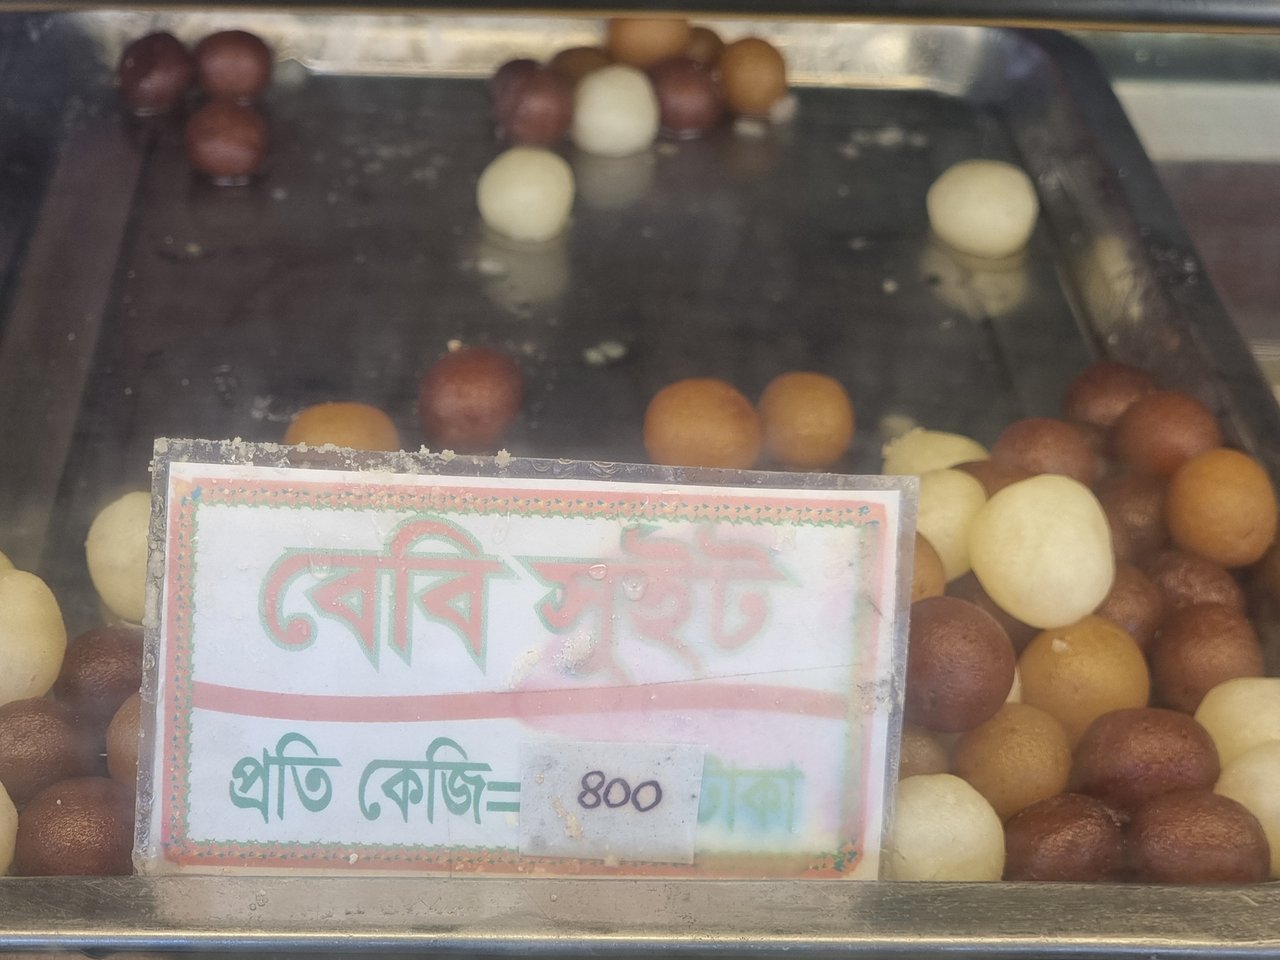 বেবি সুইট
প্রতি কেজি= ৪০০ টাকা